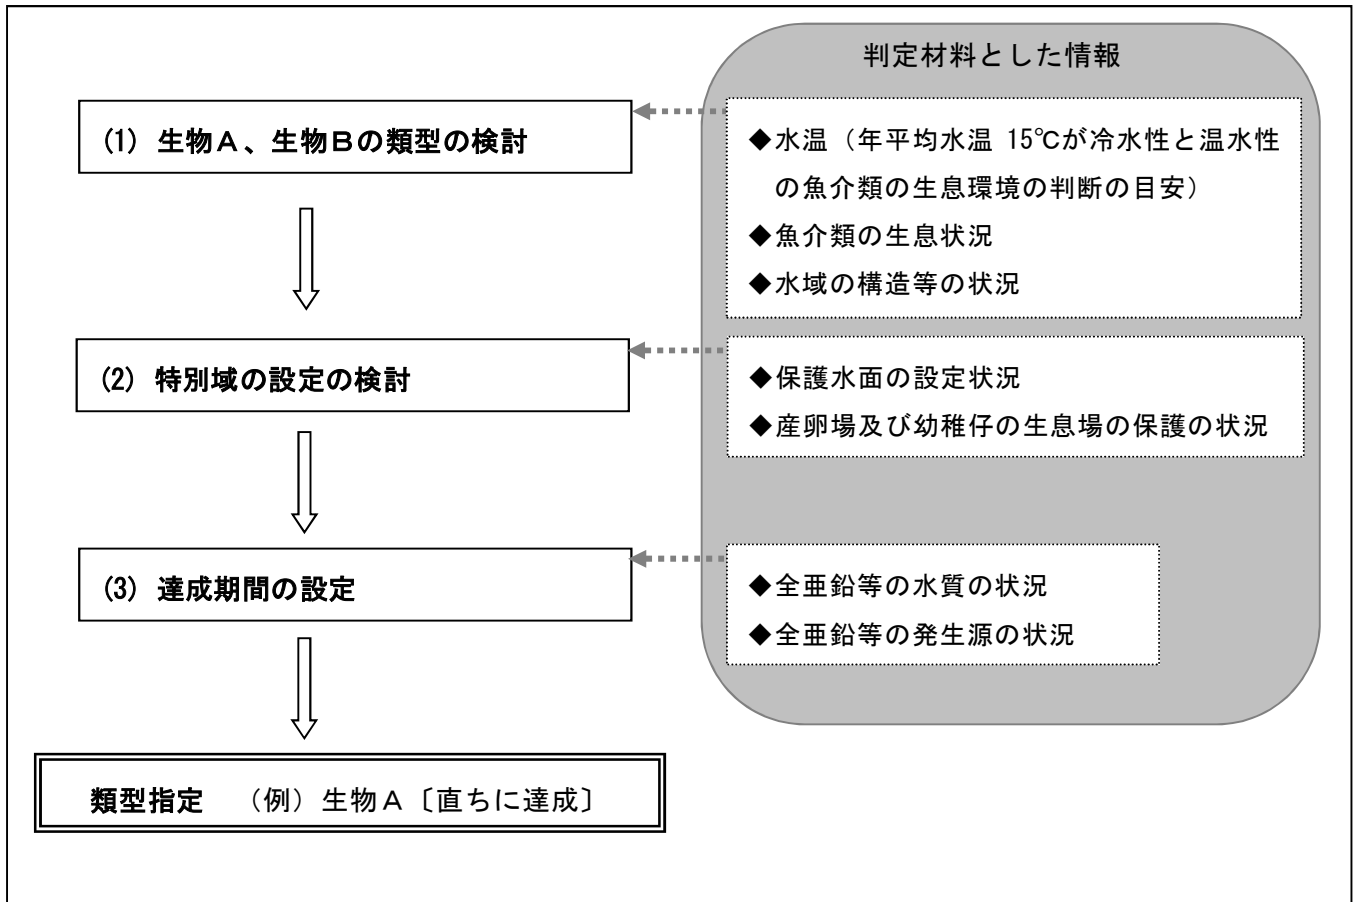 判定材料とした情報
(1) 生物Ａ、生物Ｂの類型の検討
◆水温（年平均水温 15℃が冷水性と温水性
の魚介類の生息環境の判断の目安）
◆魚介類の生息状況
◆水域の構造等の状況
(2) 特別域の設定の検討
◆保護水面の設定状況
◆産卵場及び幼稚仔の生息場の保護の状況
(3) 達成期間の設定
◆全亜鉛等の水質の状況
◆全亜鉛等の発生源の状況
類型指定　（例）生物Ａ〔直ちに達成〕